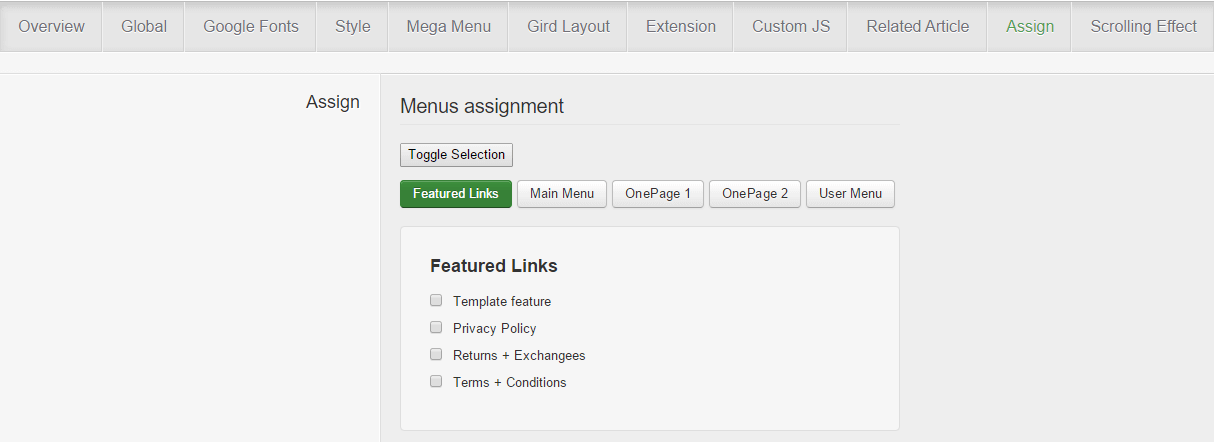 Overview Global Google Fonts Style Mega Menu Gird Layout Extension Custom JS Related Article Assign Scrolling Effect
Assign
Menus assignment
Toggle Selection
Featured Links Main Menu OnePage 1 OnePage 2 User Menu
Featured Links
Template feature
Privacy Policy
Returns + Exchangees
Terms + Conditions